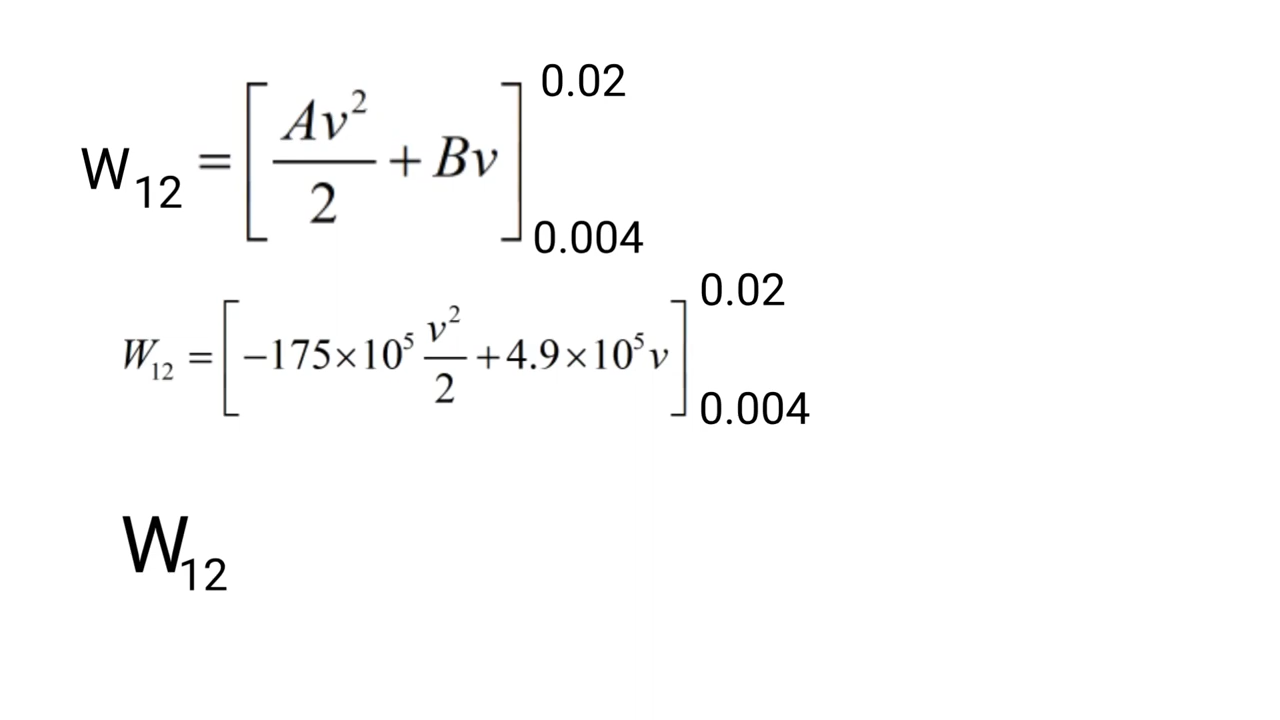 W₁₂ = [Av²/2 + Bv]₀.₀₀₄^0.02
W₁₂ = [−175×10⁵ v²/2 + 4.9×10⁵v]₀.₀₀₄^0.02
W₁₂